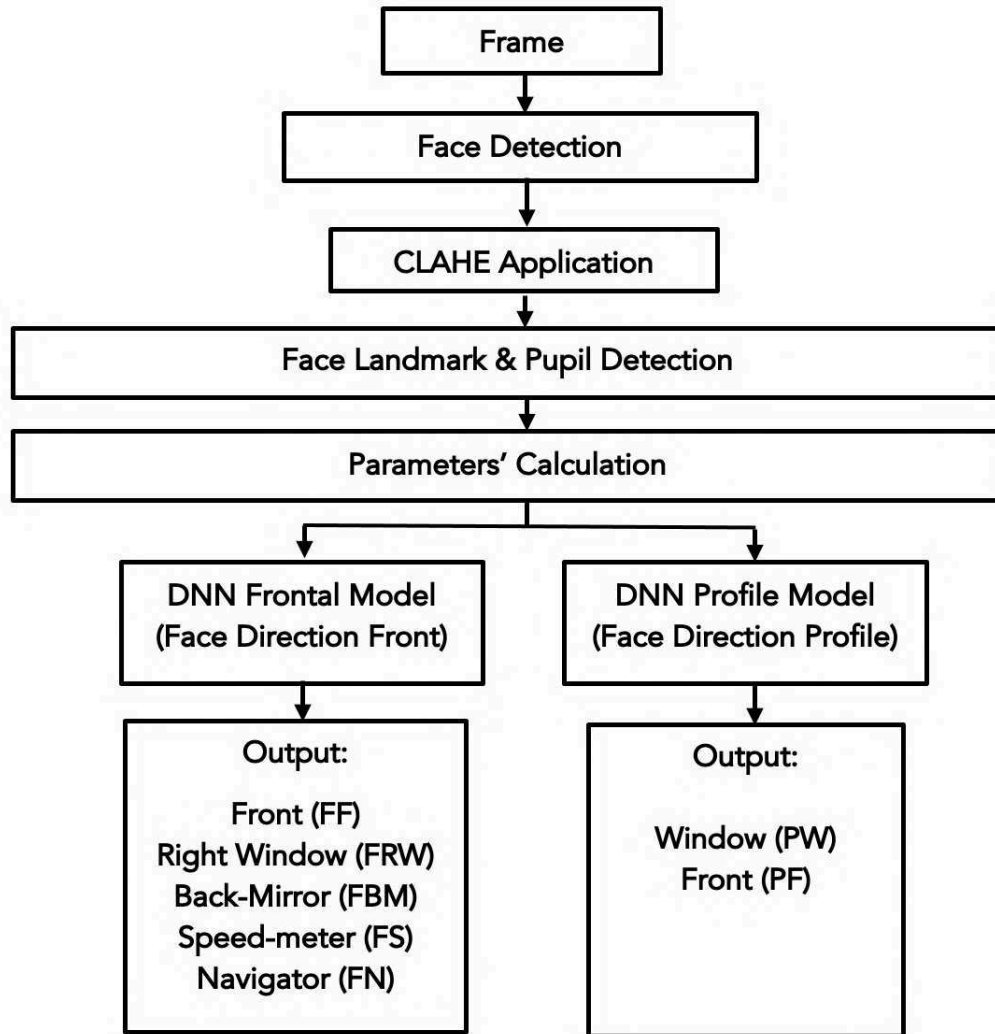 Frame
Face Detection
CLAHE Application
Face Landmark & Pupil Detection
Parameters’ Calculation
DNN Frontal Model
(Face Direction Front)
DNN Profile Model
(Face Direction Profile)
Output:
Front (FF)
Right Window (FRW)
Back-Mirror (FBM)
Speed-meter (FS)
Navigator (FN)
Output:
Window (PW)
Front (PF)